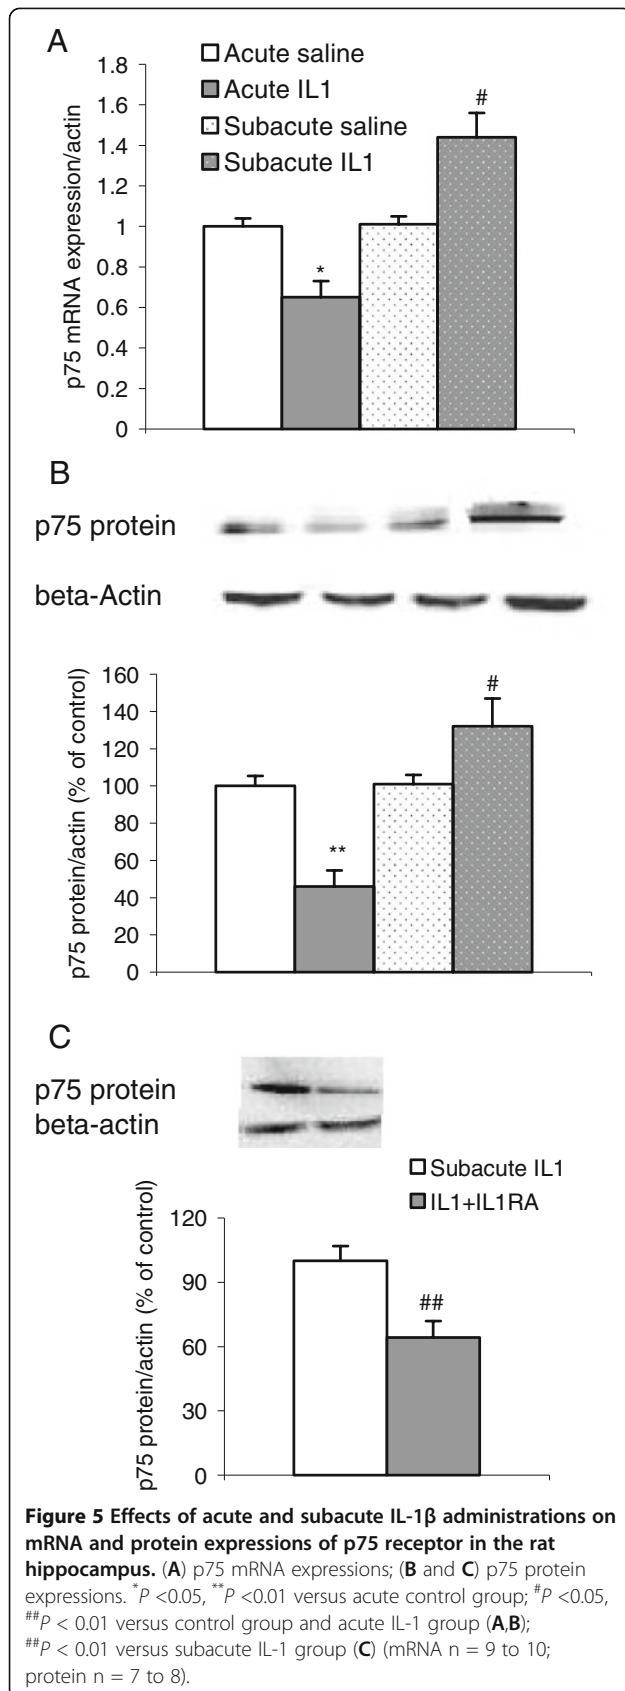 A
Acute saline
Acute IL1
Subacute saline
Subacute IL1
p75 mRNA expression/actin
1.8
1.6
1.4
1.2
1
0.8
0.6
0.4
0.2
0
*
#
B
p75 protein
beta-Actin
p75 protein/actin (% of control)
160
140
120
100
80
60
40
20
0
**
#
C
p75 protein
beta-actin
Subacute IL1
IL1+IL1RA
p75 protein/actin (% of control)
120
90
60
30
0
##
Figure 5 Effects of acute and subacute IL-1β administrations on
mRNA and protein expressions of p75 receptor in the rat
hippocampus. (A) p75 mRNA expressions; (B and C) p75 protein
expressions. *P <0.05, **P <0.01 versus acute control group; #P <0.05,
##P < 0.01 versus control group and acute IL-1 group (A,B);
##P < 0.01 versus subacute IL-1 group (C) (mRNA n = 9 to 10;
protein n = 7 to 8).